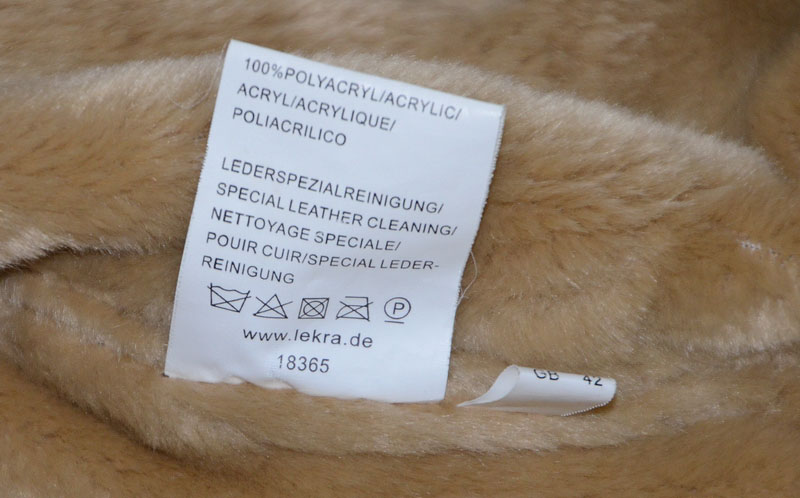 100%POLYACRYL/ACRYLIC/
ACRYL/ACRYLIQUE/
POLIACRILICO
LEDERSPEZIALREINIGUNG/
SPECIAL LEATHER CLEANING/
NETTOYAGE SPECIALE/
POUIR CUIR/SPECIAL LEDER-
REINIGUNG
P
www.lekra.de
18365
GB 42